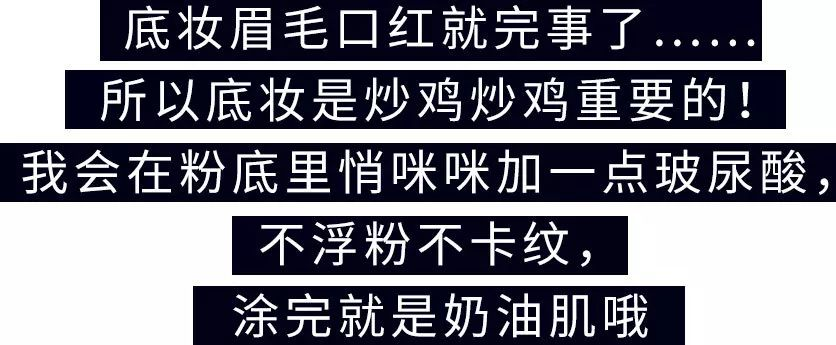 底妆眉毛口红就完事了……
所以底妆是炒鸡炒鸡重要的！
我会在粉底里悄咪咪加一点玻尿酸，
不浮粉不卡纹，
涂完就是奶油肌哦